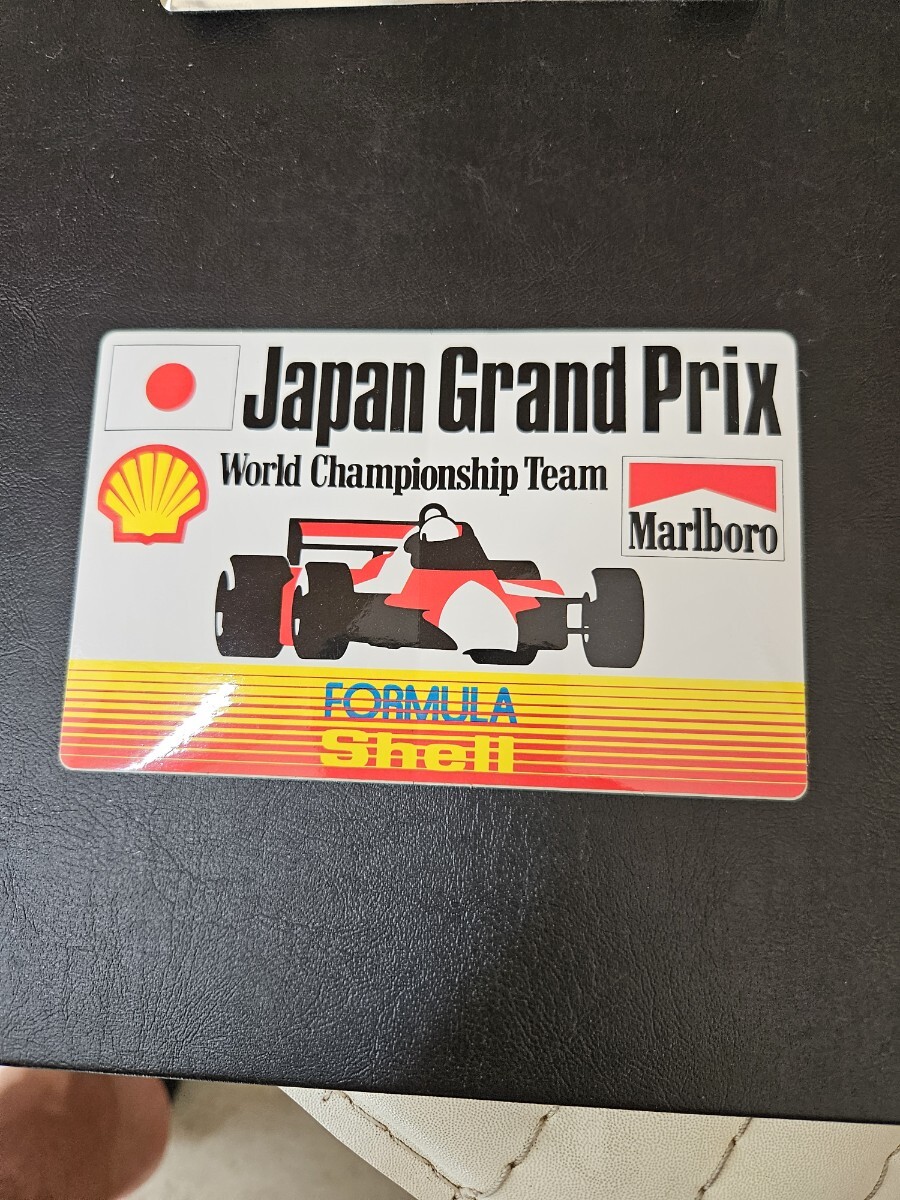 Japan Grand Prix
World Championship Team
Marlboro
FORMULA
Shell